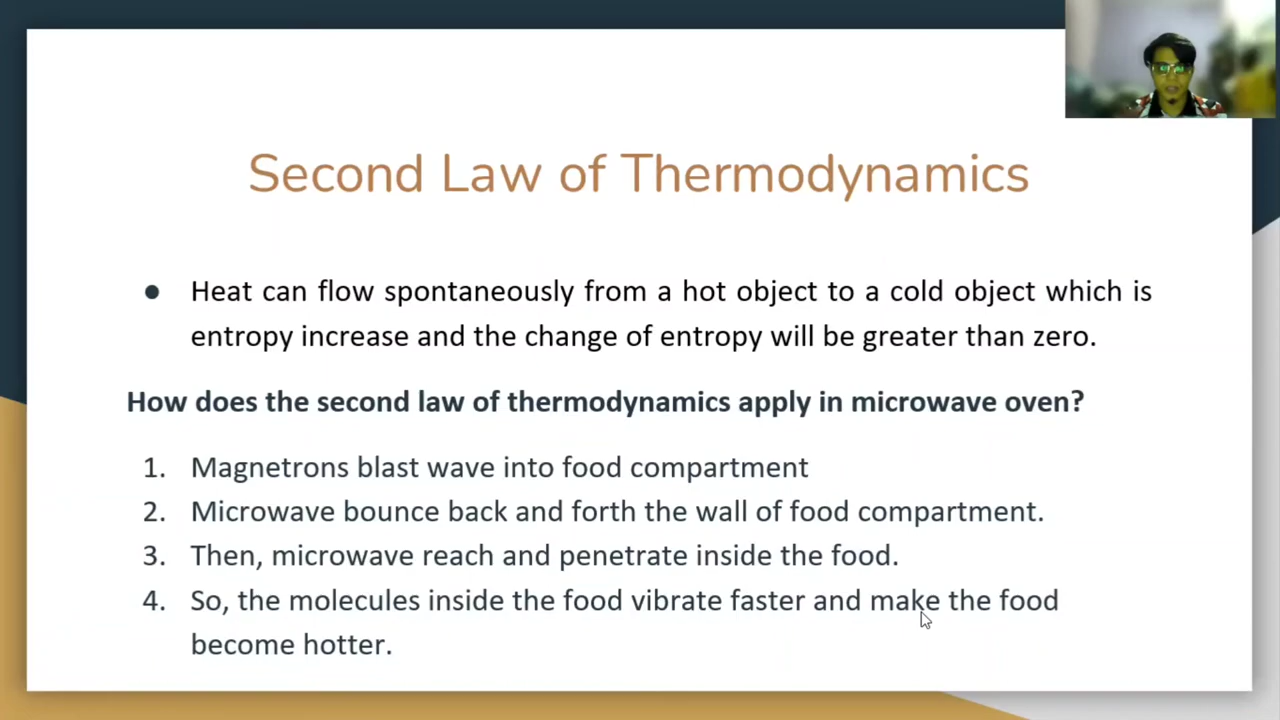 Second Law of Thermodynamics
● Heat can flow spontaneously from a hot object to a cold object which is
entropy increase and the change of entropy will be greater than zero.
How does the second law of thermodynamics apply in microwave oven?
1. Magnetrons blast wave into food compartment
2. Microwave bounce back and forth the wall of food compartment.
3. Then, microwave reach and penetrate inside the food.
4. So, the molecules inside the food vibrate faster and make the food
become hotter.